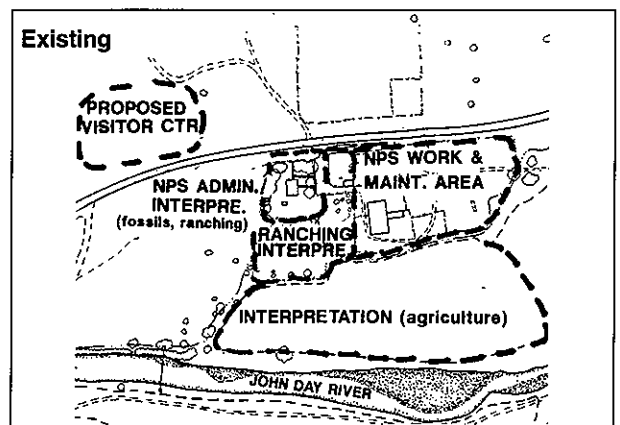 Existing
PROPOSED
VISITOR CTR.
NPS WORK &
MAINT. AREA
NPS ADMIN.
INTERPRE.
(fossils, ranching)
RANCHING
INTERPRE.
INTERPRETATION (agriculture)
JOHN DAY RIVER